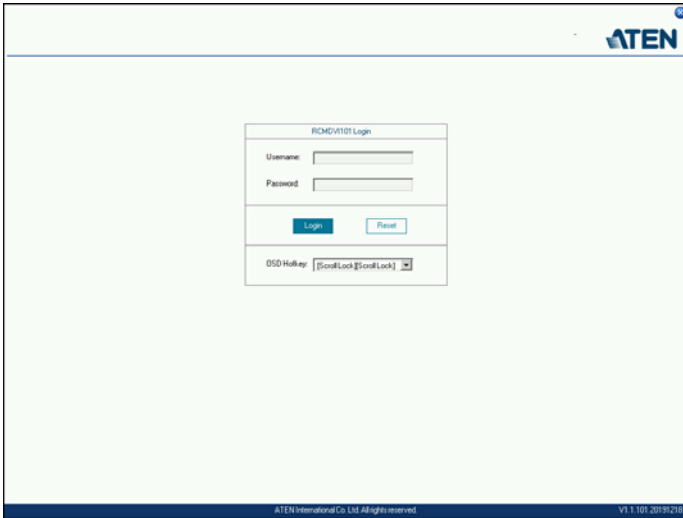 ATEN
RCMDVI101 Login
Username:
Password:
Login
Reset
OSD Hotkey: [Scroll Lock][Scroll Lock]
ATEN International Co. Ltd. All rights reserved.
V1.1.101.20191218